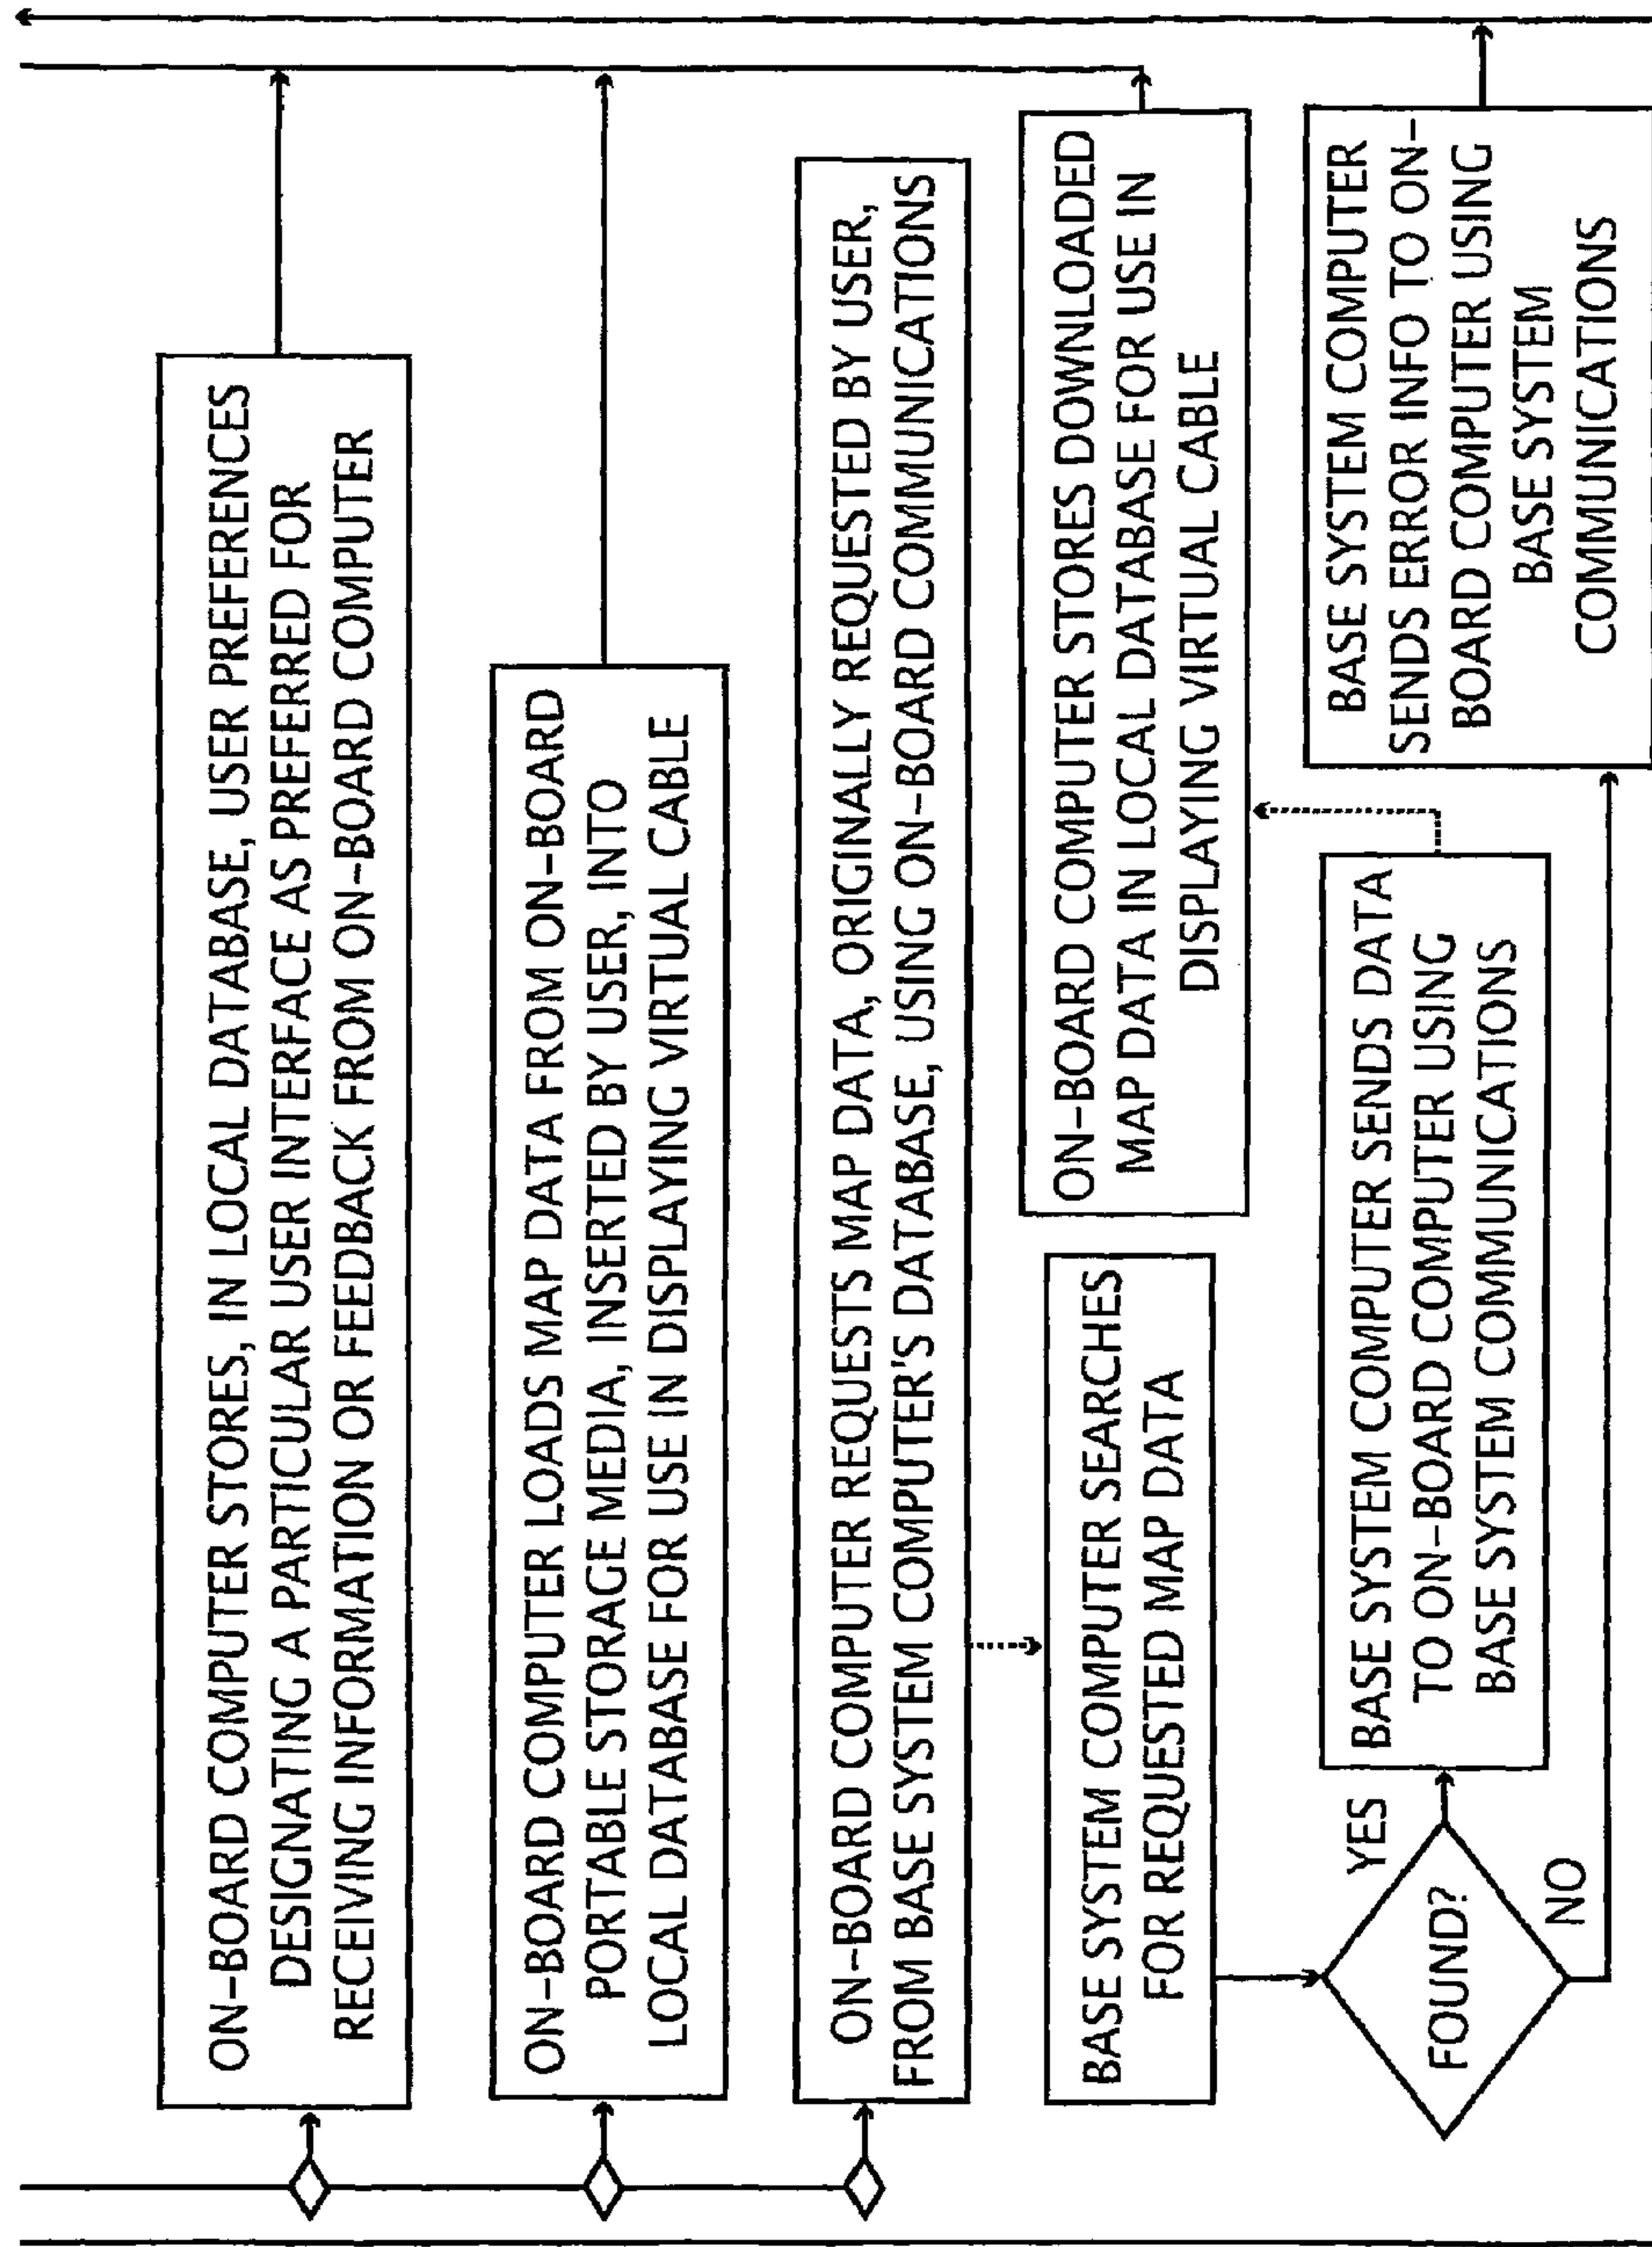 ON-BOARD COMPUTER STORES, IN LOCAL DATABASE, USER PREFERENCES
DESIGNATING A PARTICULAR USER INTERFACE AS PREFERRED FOR
RECEIVING INFORMATION OR FEEDBACK FROM ON-BOARD COMPUTER
ON-BOARD COMPUTER LOADS MAP DATA FROM ON-BOARD
PORTABLE STORAGE MEDIA, INSERTED BY USER, INTO
LOCAL DATABASE FOR USE IN DISPLAYING VIRTUAL CABLE
ON-BOARD COMPUTER REQUESTS MAP DATA, ORIGINALLY REQUESTED BY USER,
FROM BASE SYSTEM COMPUTER'S DATABASE, USING ON-BOARD COMMUNICATIONS
BASE SYSTEM COMPUTER SEARCHES
FOR REQUESTED MAP DATA
ON-BOARD COMPUTER STORES DOWNLOADED
MAP DATA IN LOCAL DATABASE FOR USE IN
DISPLAYING VIRTUAL CABLE
FOUND?
YES
NO
BASE SYSTEM COMPUTER SENDS DATA
TO ON-BOARD COMPUTER USING
BASE SYSTEM COMMUNICATIONS
BASE SYSTEM COMPUTER
SENDS ERROR INFO TO ON-
BOARD COMPUTER USING
BASE SYSTEM
COMMUNICATIONS